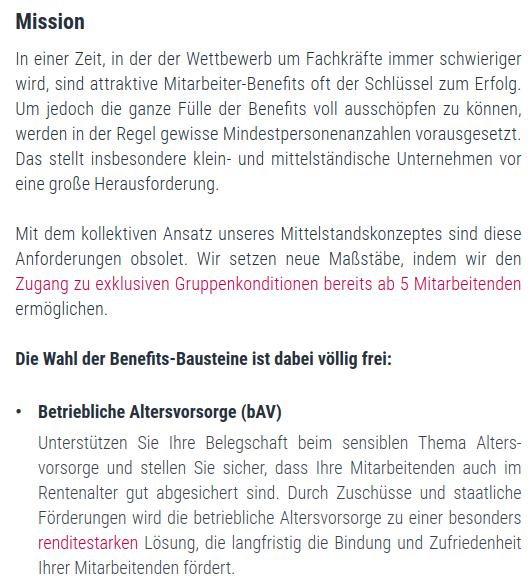 Mission
In einer Zeit, in der der Wettbewerb um Fachkräfte immer schwieriger
wird, sind attraktive Mitarbeiter-Benefits oft der Schlüssel zum Erfolg.
Um jedoch die ganze Fülle der Benefits voll ausschöpfen zu können,
werden in der Regel gewisse Mindestpersonenanzahlen vorausgesetzt.
Das stellt insbesondere klein- und mittelständische Unternehmen vor
eine große Herausforderung.
Mit dem kollektiven Ansatz unseres Mittelstandskonzeptes sind diese
Anforderungen obsolet. Wir setzen neue Maßstäbe, indem wir den
Zugang zu exklusiven Gruppenkonditionen bereits ab 5 Mitarbeitenden
ermöglichen.
Die Wahl der Benefits-Bausteine ist dabei völlig frei:
• Betriebliche Altersvorsorge (bAV)
Unterstützen Sie Ihre Belegschaft beim sensiblen Thema Alters-
vorsorge und stellen Sie sicher, dass Ihre Mitarbeitenden auch im
Rentenalter gut abgesichert sind. Durch Zuschüsse und staatliche
Förderungen wird die betriebliche Altersvorsorge zu einer besonders
renditestarken Lösung, die langfristig die Bindung und Zufriedenheit
Ihrer Mitarbeitenden fördert.